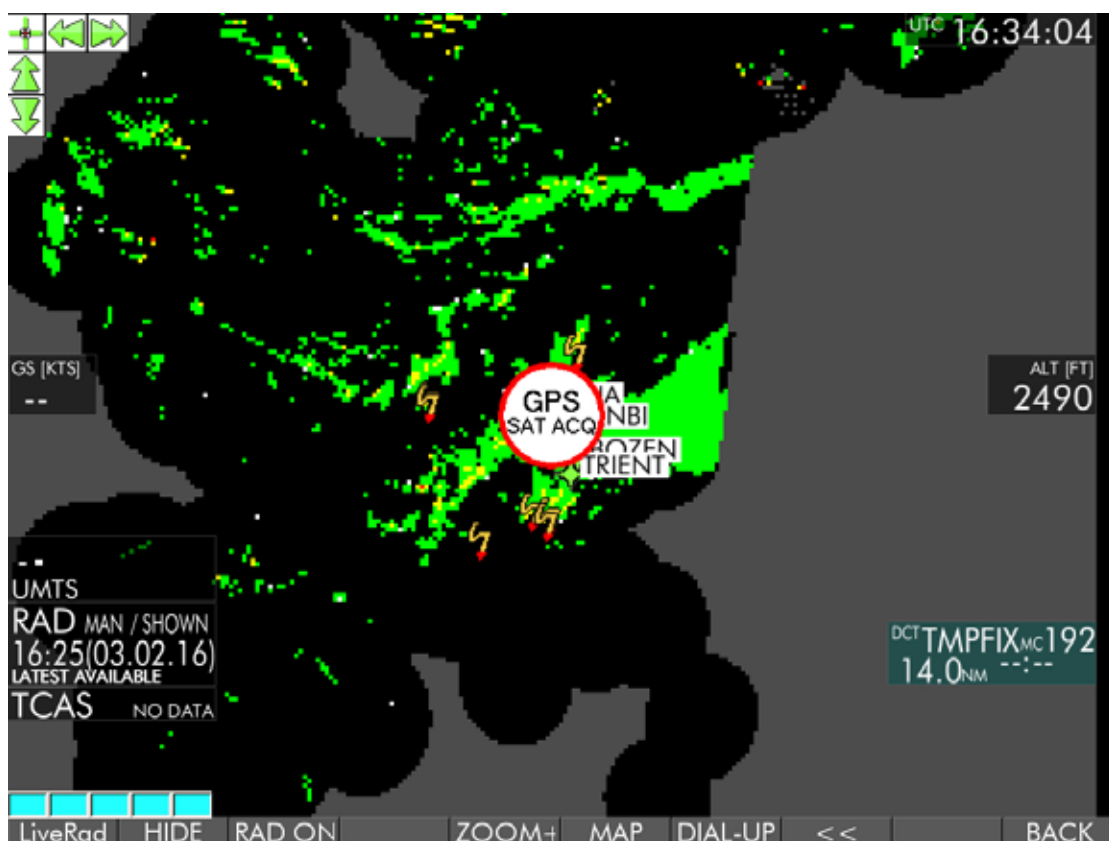 UTC 16:34:04
GS [KTS]
--
ALT [FT]
2490
GPS
SAT ACQ
BOZEN
TRIENT
--
UMTS
RAD MAN / SHOWN
16:25(03.02.16)
LATEST AVAILABLE
TCAS NO DATA
DCT TMPFIX MC 192
14.0 NM --:--
LiveRad HIDE RAD ON ZOOM+ MAP DIAL-UP << BACK